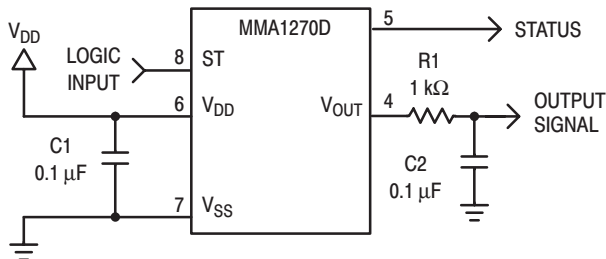 V_DD
LOGIC
INPUT
8
ST
MMA1270D
5
STATUS
6
V_DD
V_OUT
4
R1
1 kΩ
OUTPUT
SIGNAL
C1
0.1 μF
C2
0.1 μF
7
V_SS